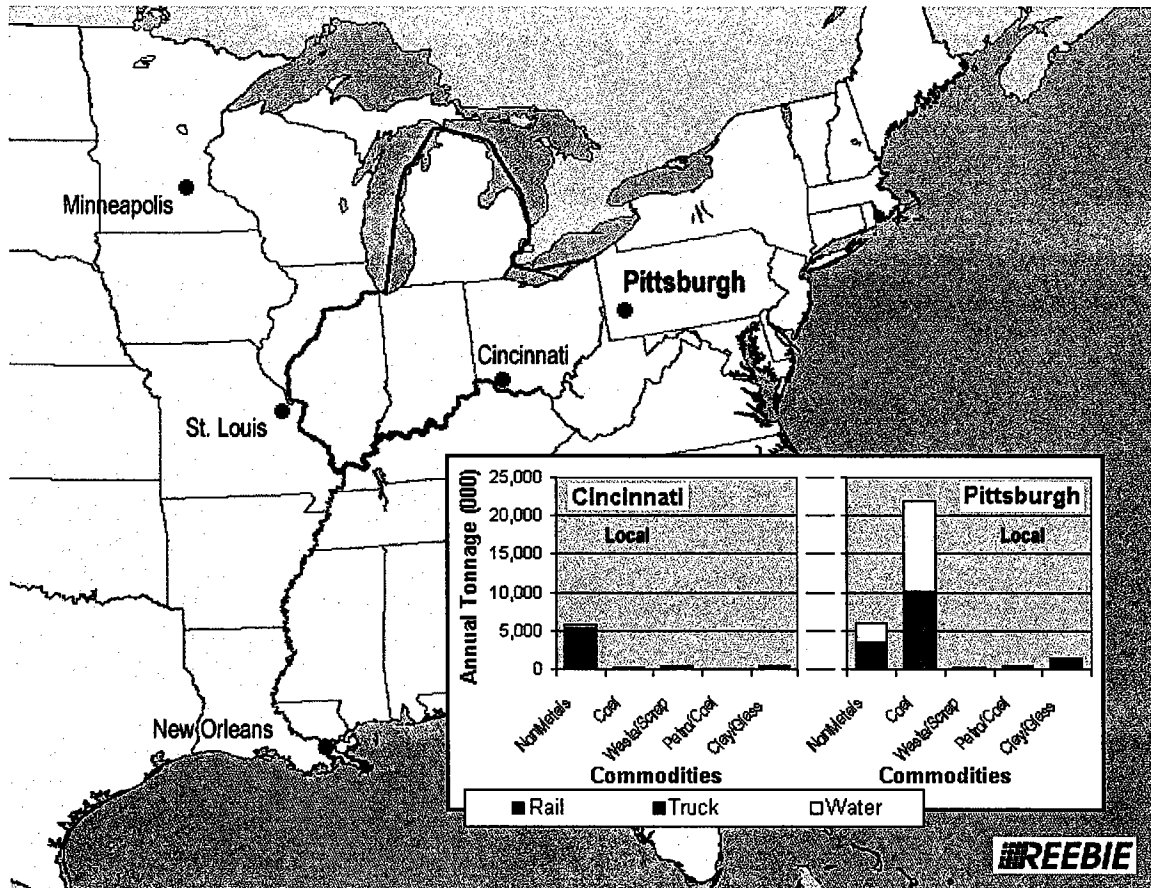 Minneapolis
Pittsburgh
Cincinnati
St. Louis
New Orleans
Annual Tonnage (000)
25,000
20,000
15,000
10,000
5,000
0
Cincinnati
Local
Pittsburgh
Local
NonMetals
Coal
Waste/Scrap
Petro/Coal
Clay/Glass
NonMetals
Coal
Waste/Scrap
Petro/Coal
Clay/Glass
Commodities
Commodities
Rail
Truck
Water
REEBIE